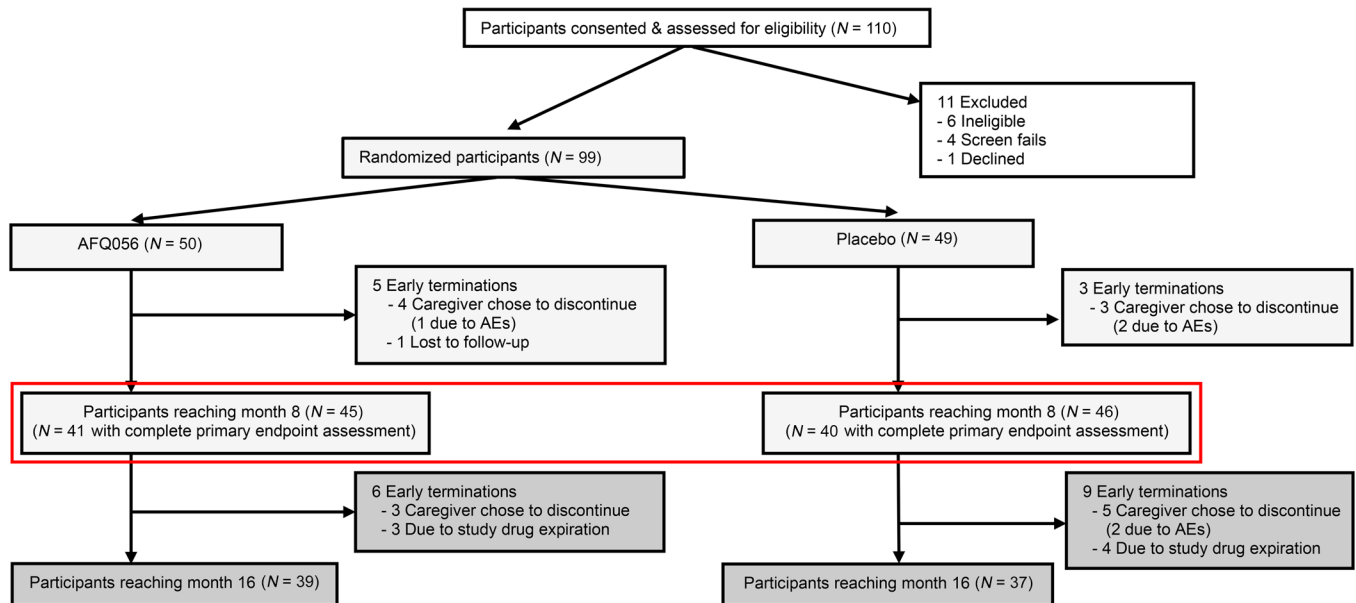 Participants consented & assessed for eligibility (N = 110)
11 Excluded
- 6 Ineligible
- 4 Screen fails
- 1 Declined
Randomized participants (N = 99)
AFQ056 (N = 50)
Placebo (N = 49)
5 Early terminations
- 4 Caregiver chose to discontinue
(1 due to AEs)
- 1 Lost to follow-up
3 Early terminations
- 3 Caregiver chose to discontinue
(2 due to AEs)
Participants reaching month 8 (N = 45)
(N = 41 with complete primary endpoint assessment)
Participants reaching month 8 (N = 46)
(N = 40 with complete primary endpoint assessment)
6 Early terminations
- 3 Caregiver chose to discontinue
- 3 Due to study drug expiration
9 Early terminations
- 5 Caregiver chose to discontinue
(2 due to AEs)
- 4 Due to study drug expiration
Participants reaching month 16 (N = 39)
Participants reaching month 16 (N = 37)